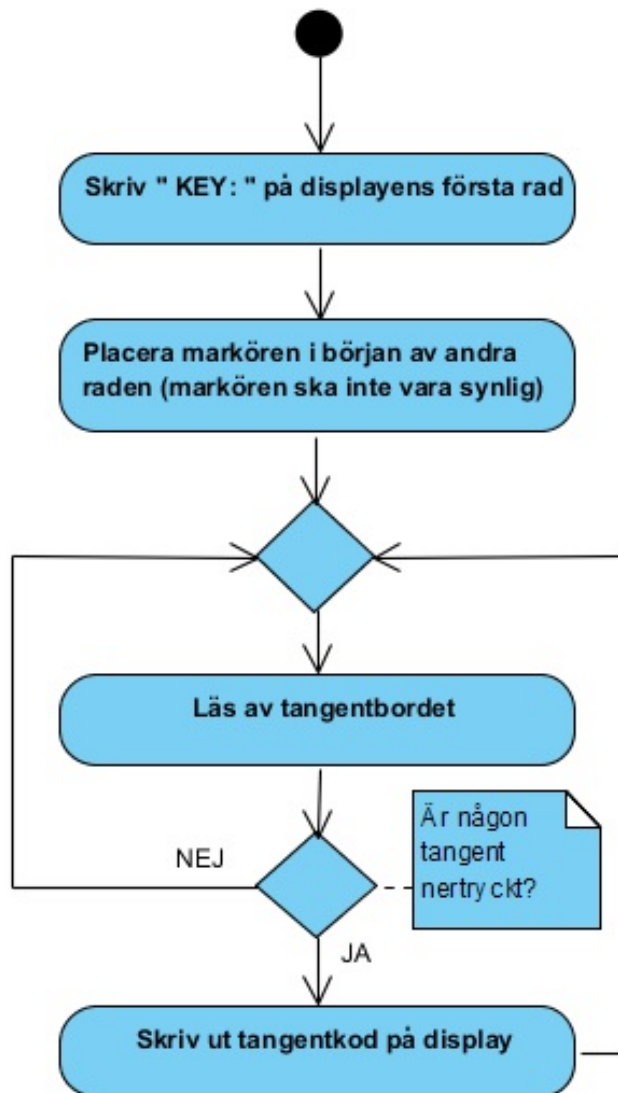 Skriv " KEY: " på displayens första rad
Placera markören i början av andra
raden (markören ska inte vara synlig)
Läs av tangentbordet
Är någon
tangent
nertryckt?
NEJ
JA
Skriv ut tangentkod på display